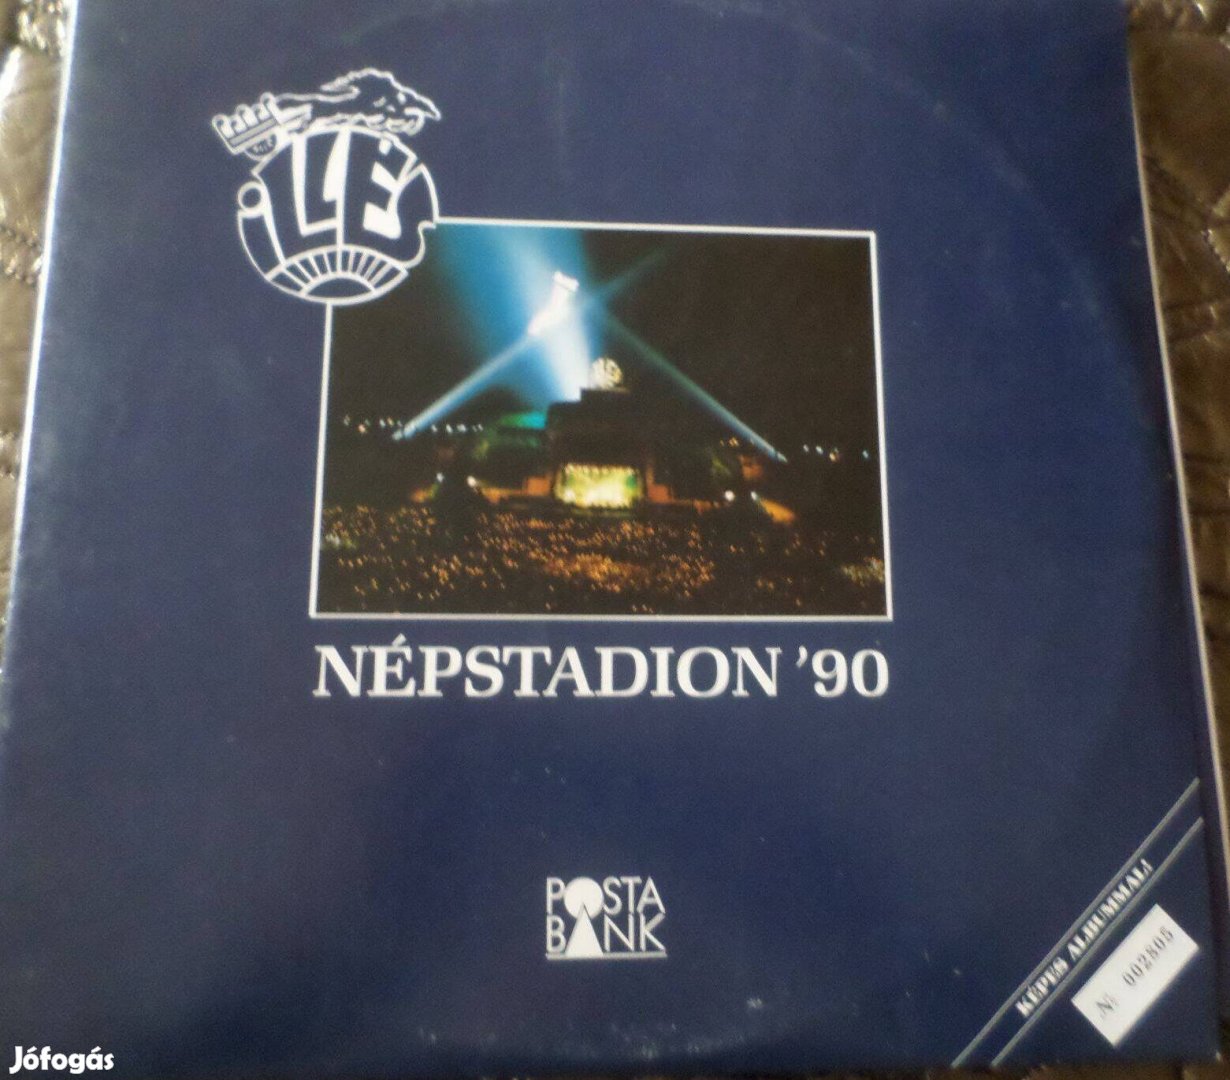 iLLÉS
NÉPSTADION '90
POSTA
BANK
KÉPES ALBUMMAL!
No 002805
Jófogás